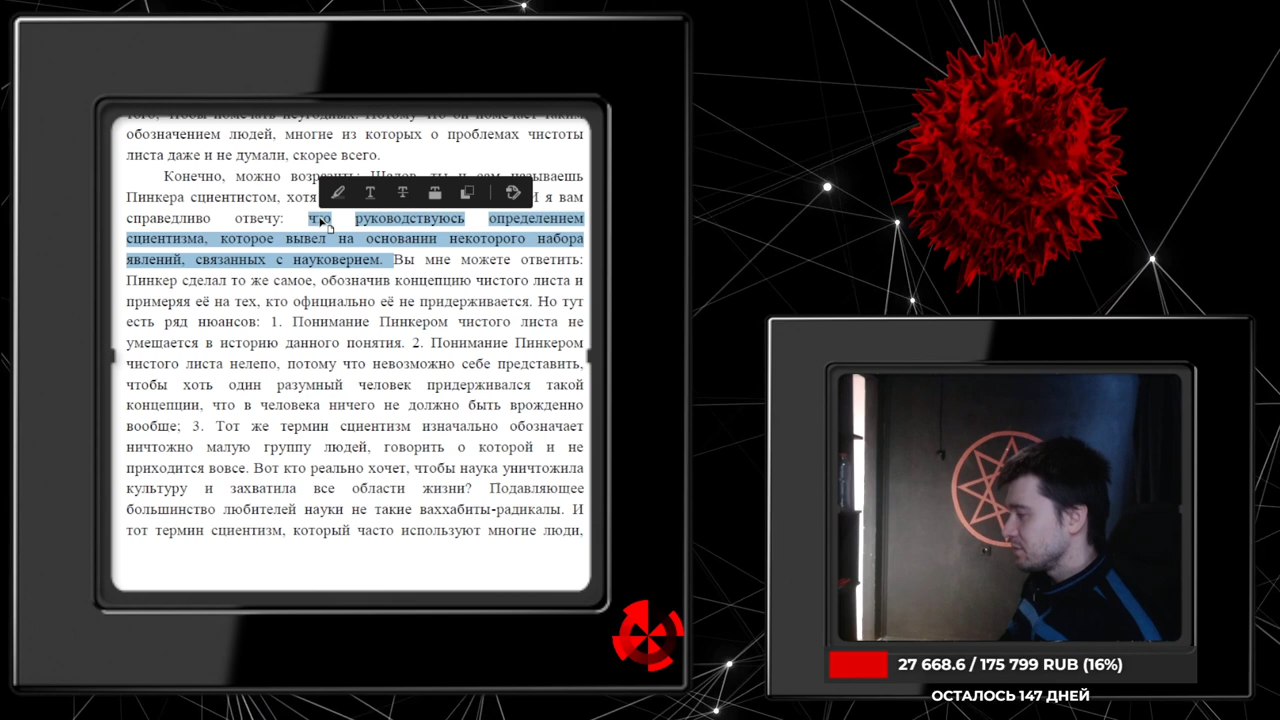 обозначением людей, многие из которых о проблемах чистоты
листа даже и не думали, скорее всего.
Конечно, можно возразить: Шалов, ты и сам называешь
Пинкера сциентистом, хотя И я вам
справедливо отвечу: что руководствуюсь определением
сциентизма, которое вывел на основании некоторого набора
явлений, связанных с науковерием. Вы мне можете ответить:
Пинкер сделал то же самое, обозначив концепцию чистого листа и
примеряя её на тех, кто официально её не придерживается. Но тут
есть ряд нюансов: 1. Понимание Пинкером чистого листа не
умещается в историю данного понятия. 2. Понимание Пинкером
чистого листа нелепо, потому что невозможно себе представить,
чтобы хоть один разумный человек придерживался такой
концепции, что в человека ничего не должно быть врожденно
вообще; 3. Тот же термин сциентизм изначально обозначает
ничтожно малую группу людей, говорить о которой и не
приходится вовсе. Вот кто реально хочет, чтобы наука уничтожила
культуру и захватила все области жизни? Подавляющее
большинство любителей науки не такие ваххабиты-радикалы. И
тот термин сциентизм, который часто используют многие люди,
27 668.6 / 175 799 RUB (16%)
ОСТАЛОСЬ 147 ДНЕЙ